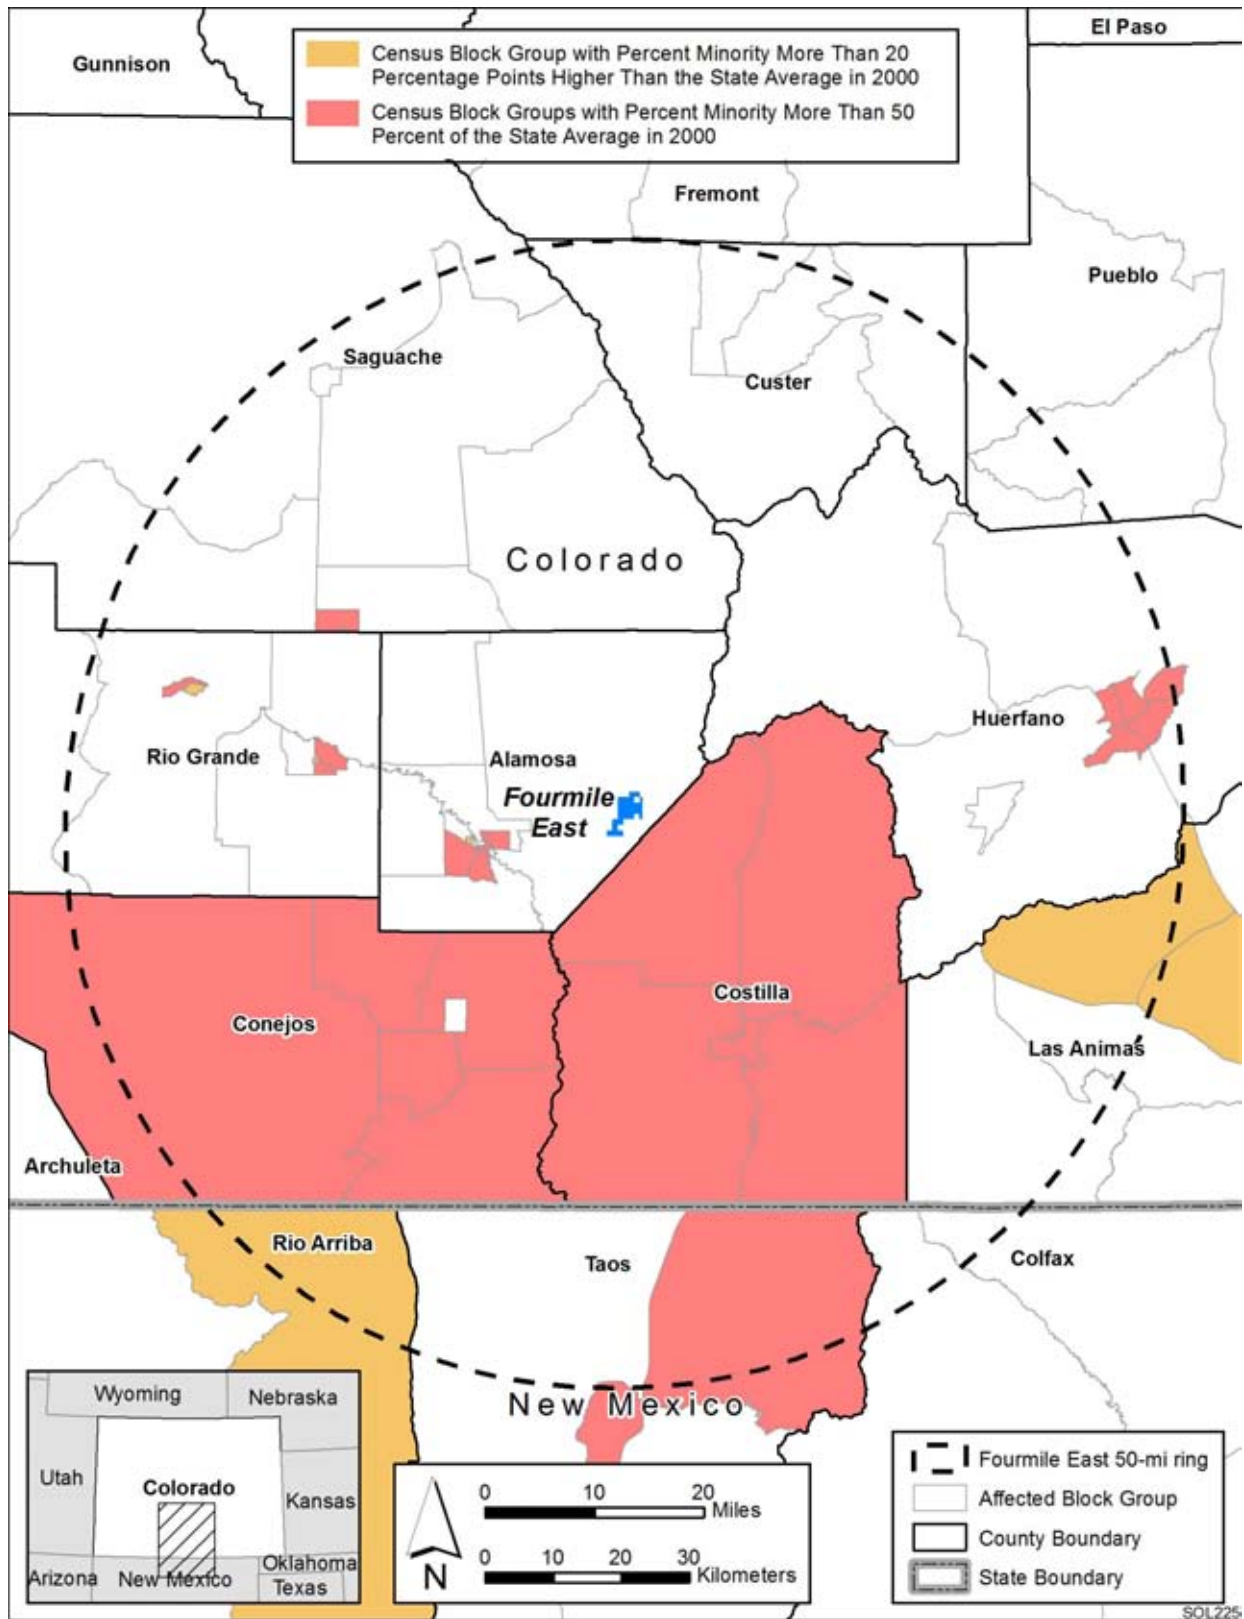 El Paso
Gunnison
Census Block Group with Percent Minority More Than 20
Percentage Points Higher Than the State Average in 2000
Census Block Groups with Percent Minority More Than 50
Percent of the State Average in 2000
Fremont
Pueblo
Saguache
Custer
Colorado
Huerfano
Rio Grande
Alamosa
Fourmile
East
Costilla
Conejos
Las Animas
Archuleta
Rio Arriba
Taos
Colfax
New Mexico
Wyoming
Nebraska
Utah
Colorado
Kansas
Oklahoma
Arizona
New Mexico
Texas
N
0 10 20
Miles
0 10 20 30
Kilometers
Fourmile East 50-mi ring
Affected Block Group
County Boundary
State Boundary